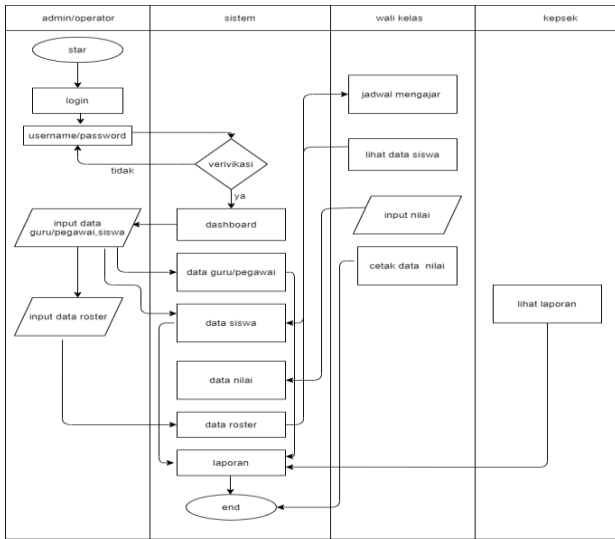 admin/operator
sistem
wali kelas
kepsek
star
login
username/password
tidak
verivikasi
ya
input data
guru/pegawai,siswa
dashboard
data guru/pegawai
input data roster
data siswa
data nilai
data roster
laporan
end
jadwal mengajar
lihat data siswa
input nilai
cetak data nilai
lihat laporan